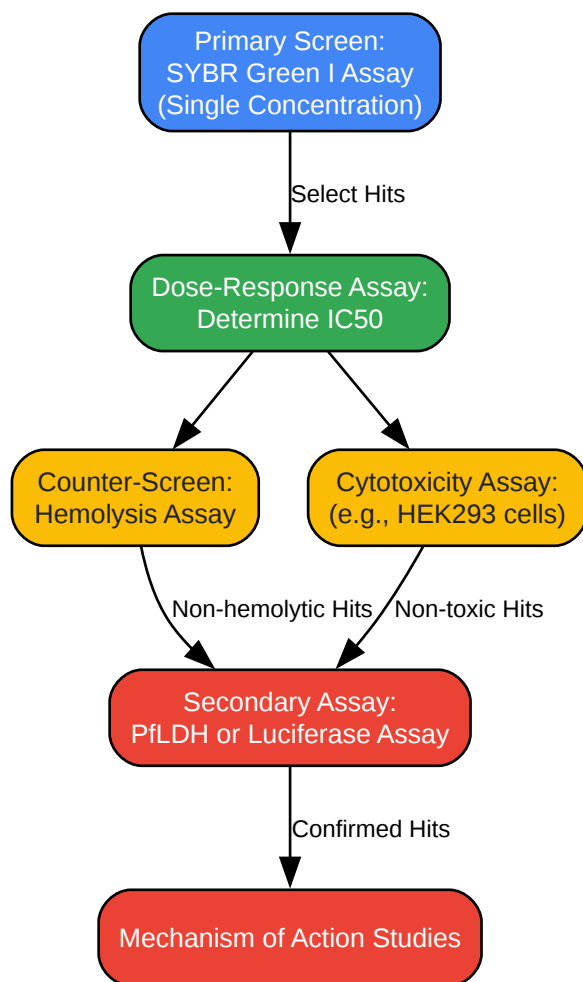 Primary Screen:
SYBR Green I Assay
(Single Concentration)
Select Hits
Dose-Response Assay:
Determine IC50
Counter-Screen:
Hemolysis Assay
Cytotoxicity Assay:
(e.g., HEK293 cells)
Non-hemolytic Hits
Non-toxic Hits
Secondary Assay:
PfLDH or Luciferase Assay
Confirmed Hits
Mechanism of Action Studies